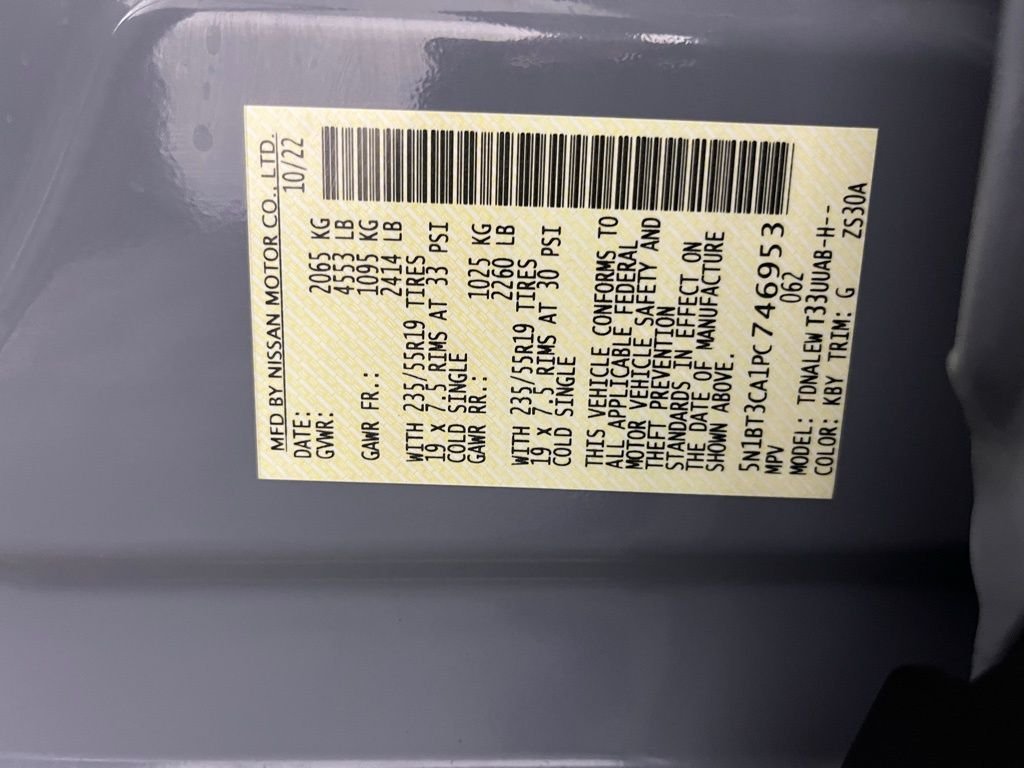 MFD BY NISSAN MOTOR CO., LTD.
DATE: 10/22
GVWR: 2065 KG
4553 LB
GAWR FR.: 1095 KG
2414 LB
WITH 235/55R19 TIRES
19 X 7.5 RIMS AT 33 PSI
COLD SINGLE
GAWR RR.: 1025 KG
2260 LB
WITH 235/55R19 TIRES
19 X 7.5 RIMS AT 30 PSI
COLD SINGLE
THIS VEHICLE CONFORMS TO
ALL APPLICABLE FEDERAL
MOTOR VEHICLE SAFETY AND
THEFT PREVENTION
STANDARDS IN EFFECT ON
THE DATE OF MANUFACTURE
SHOWN ABOVE.
5N1BT3CA1PC746953
MPV 062
MODEL: TONALEW T33UUAB-H--
COLOR: KBY TRIM: G ZS30A